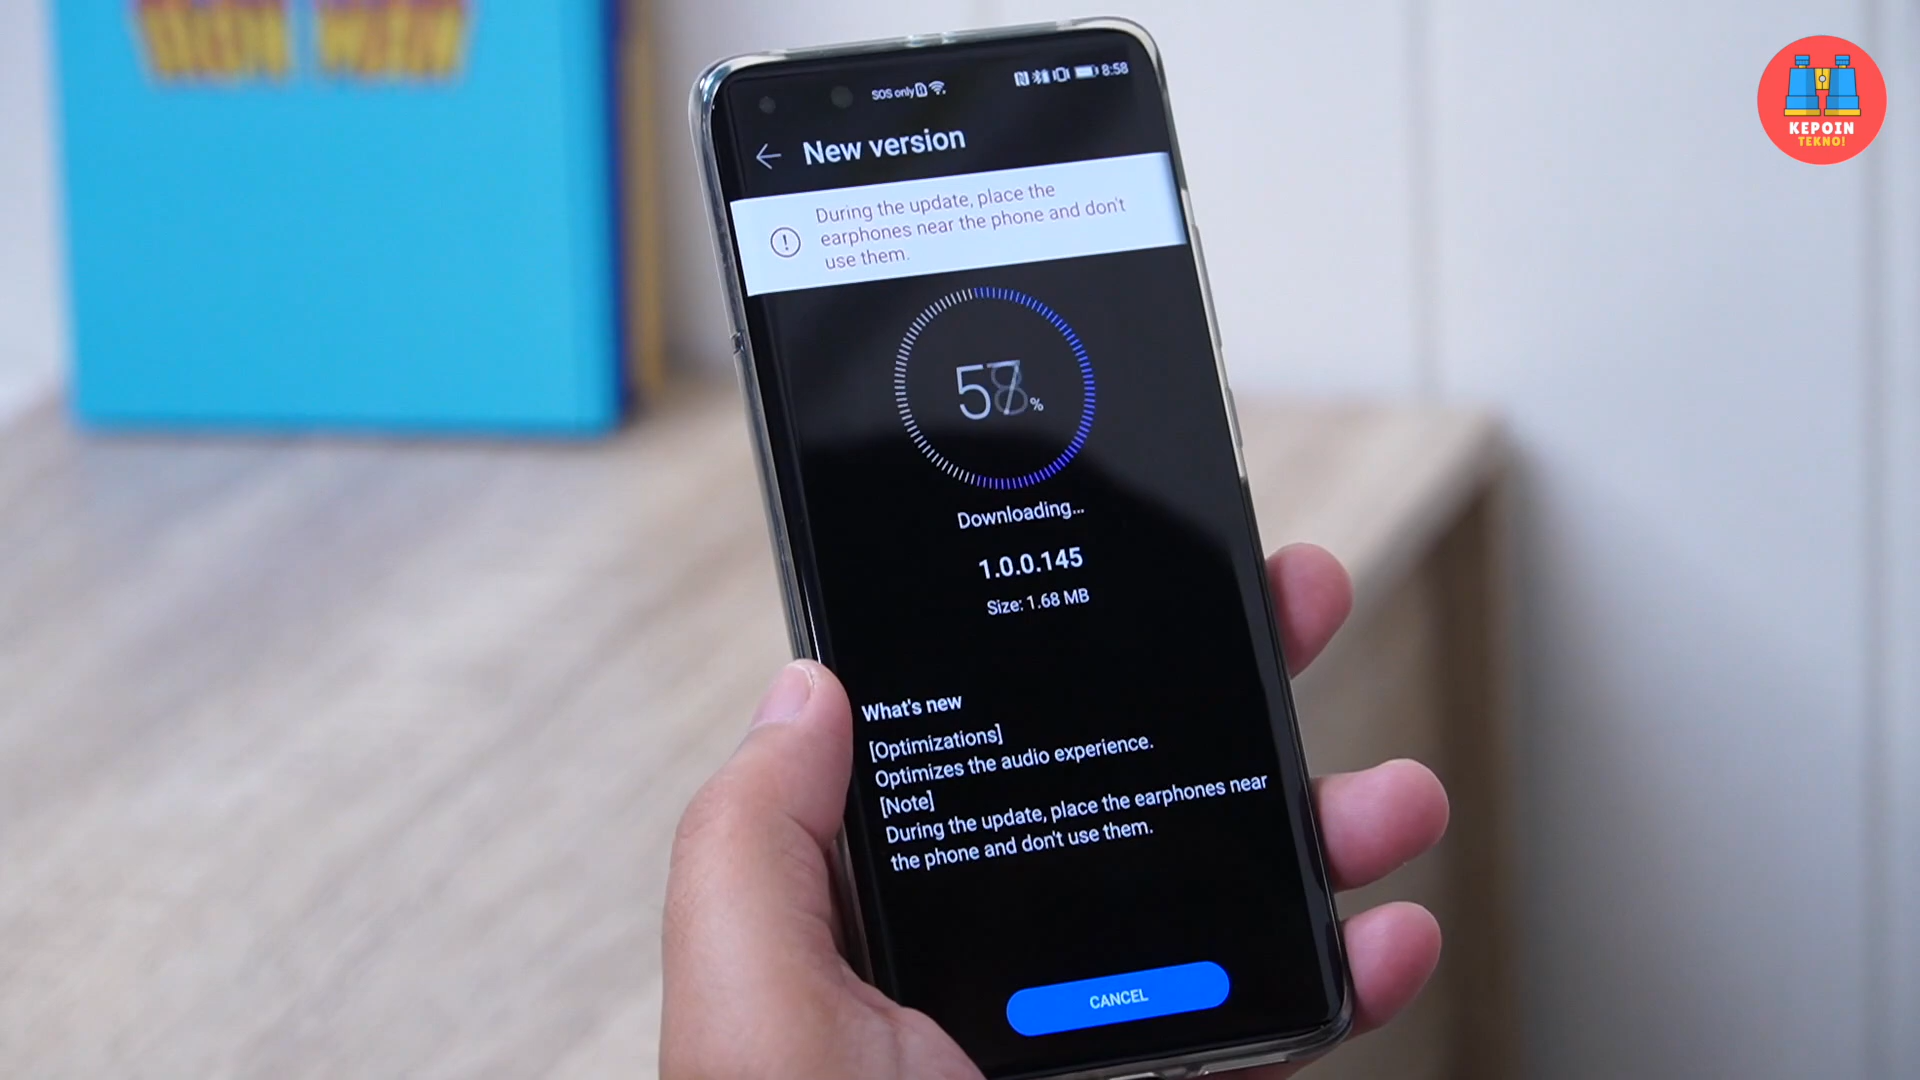 SOS only
8:58
New version
During the update, place the
earphones near the phone and don't
use them.
%
Downloading...
1.0.0.145
Size: 1.68 MB
What's new
[Optimizations]
Optimizes the audio experience.
[Note]
During the update, place the earphones near
the phone and don't use them.
CANCEL
KEPOIN
TEKNO!